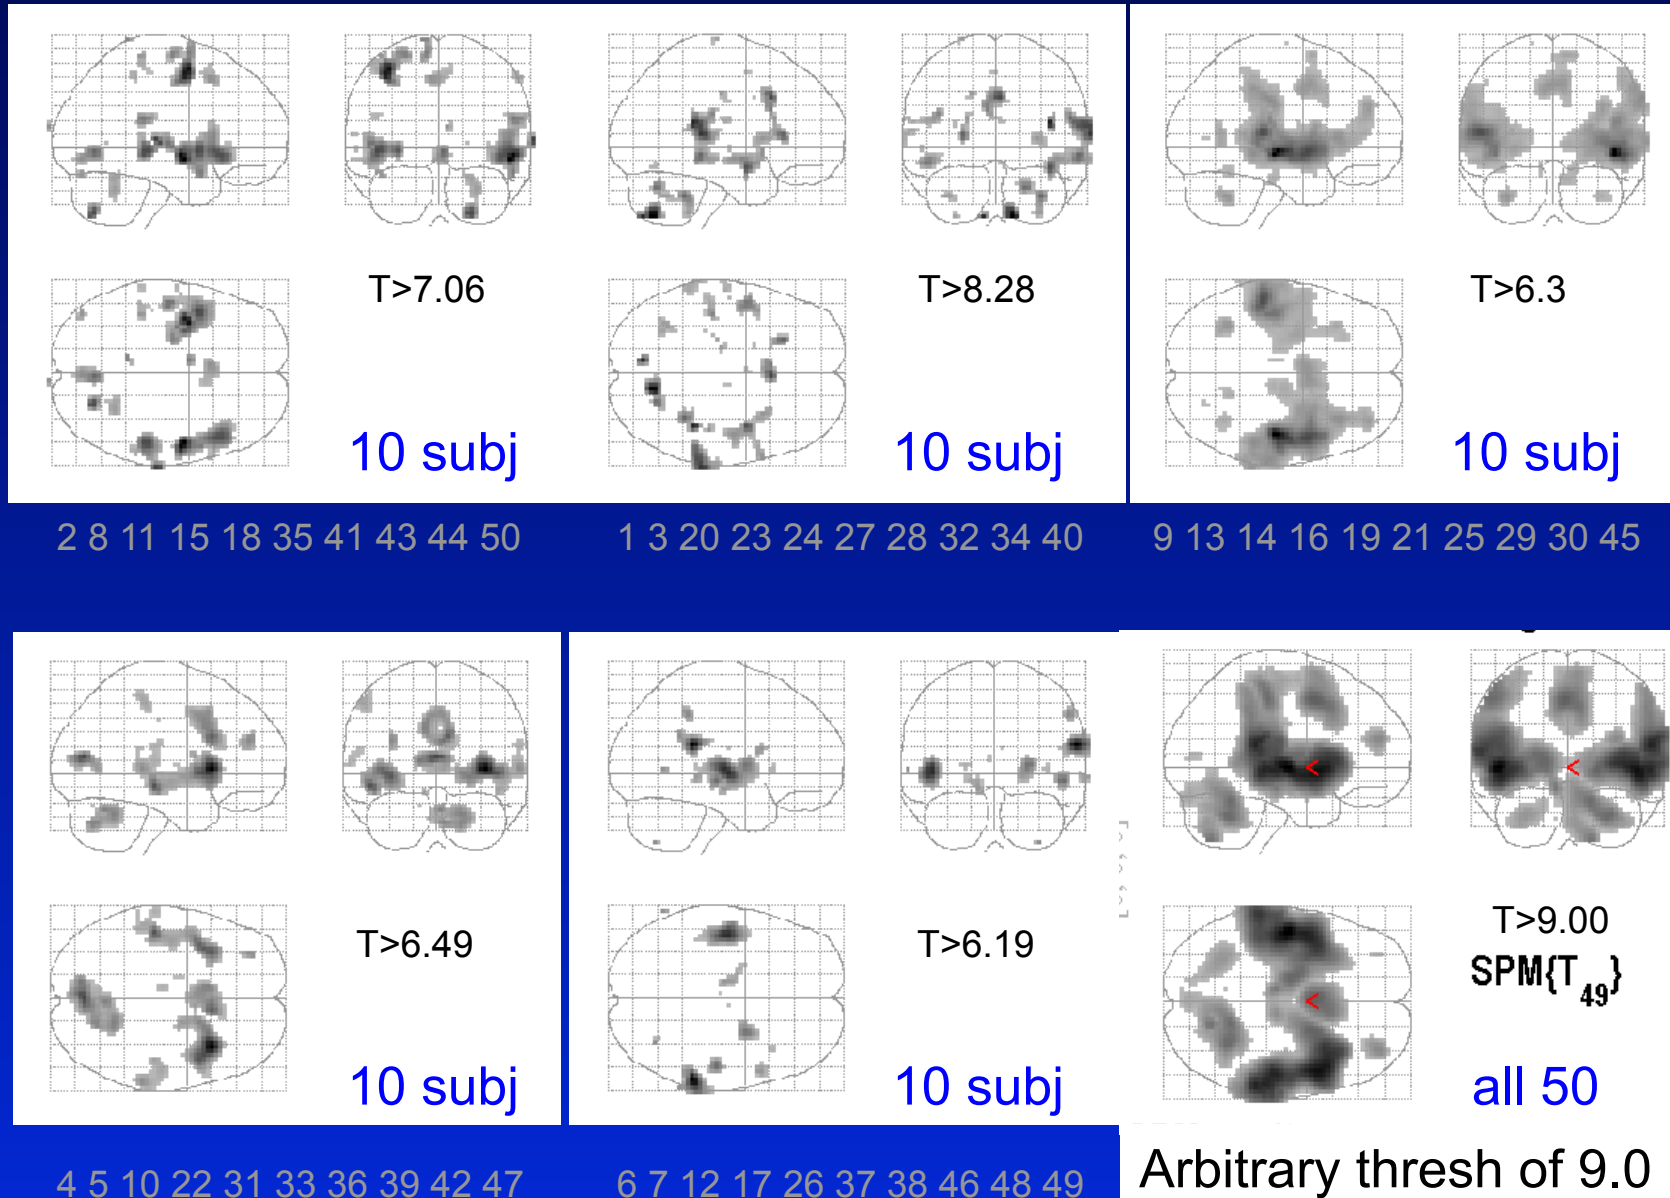 T>7.06
10 subj
T>8.28
10 subj
T>6.3
10 subj
2 8 11 15 18 35 41 43 44 50
1 3 20 23 24 27 28 32 34 40
9 13 14 16 19 21 25 29 30 45
T>6.49
10 subj
T>6.19
10 subj
T>9.00
SPM{T49}
all 50
4 5 10 22 31 33 36 39 42 47
6 7 12 17 26 37 38 46 48 49
Arbitrary thresh of 9.0